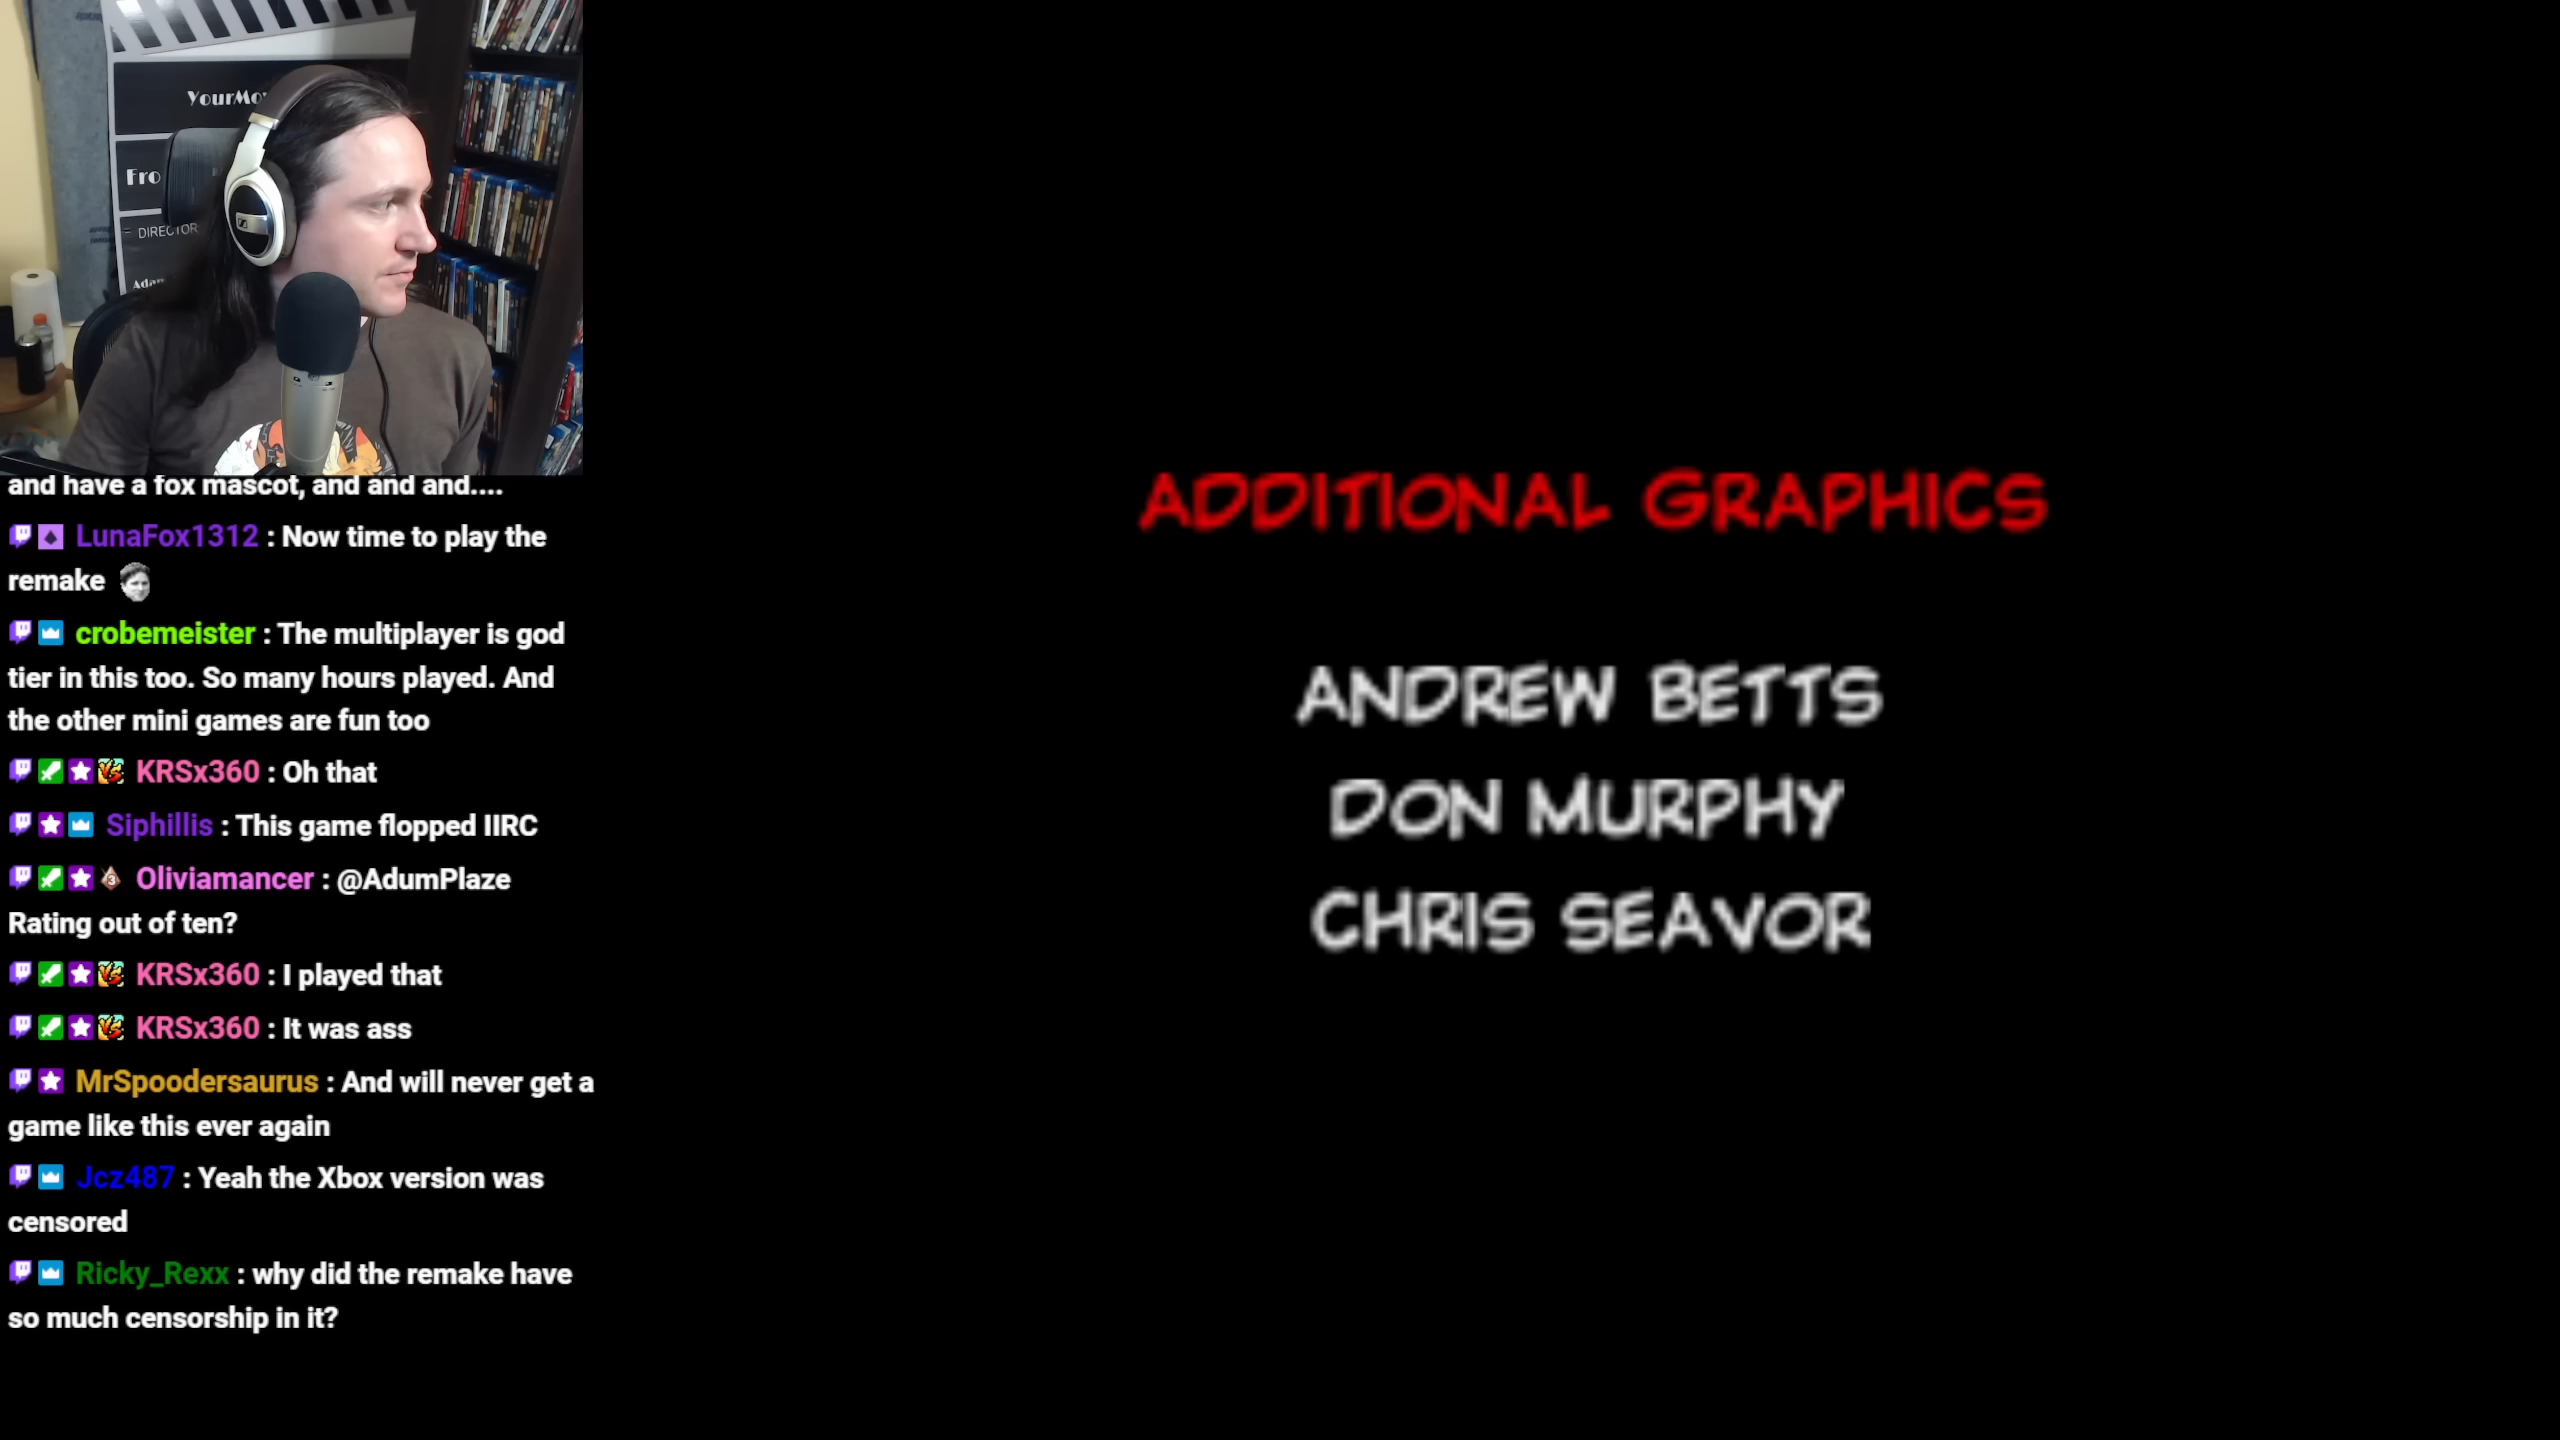 YourMo
Fro
DIRECTOR
Adam
and have a fox mascot, and and and....
LunaFox1312 : Now time to play the
remake
crobemeister : The multiplayer is god
tier in this too. So many hours played. And
the other mini games are fun too
KRSx360 : Oh that
Siphillis : This game flopped IIRC
Oliviamancer : @AdumPlaze
Rating out of ten?
KRSx360 : I played that
KRSx360 : It was ass
MrSpoodersaurus : And will never get a
game like this ever again
Jcz487 : Yeah the Xbox version was
censored
Ricky_Rexx : why did the remake have
so much censorship in it?
ADDITIONAL GRAPHICS
ANDREW BETTS
DON MURPHY
CHRIS SEAVOR